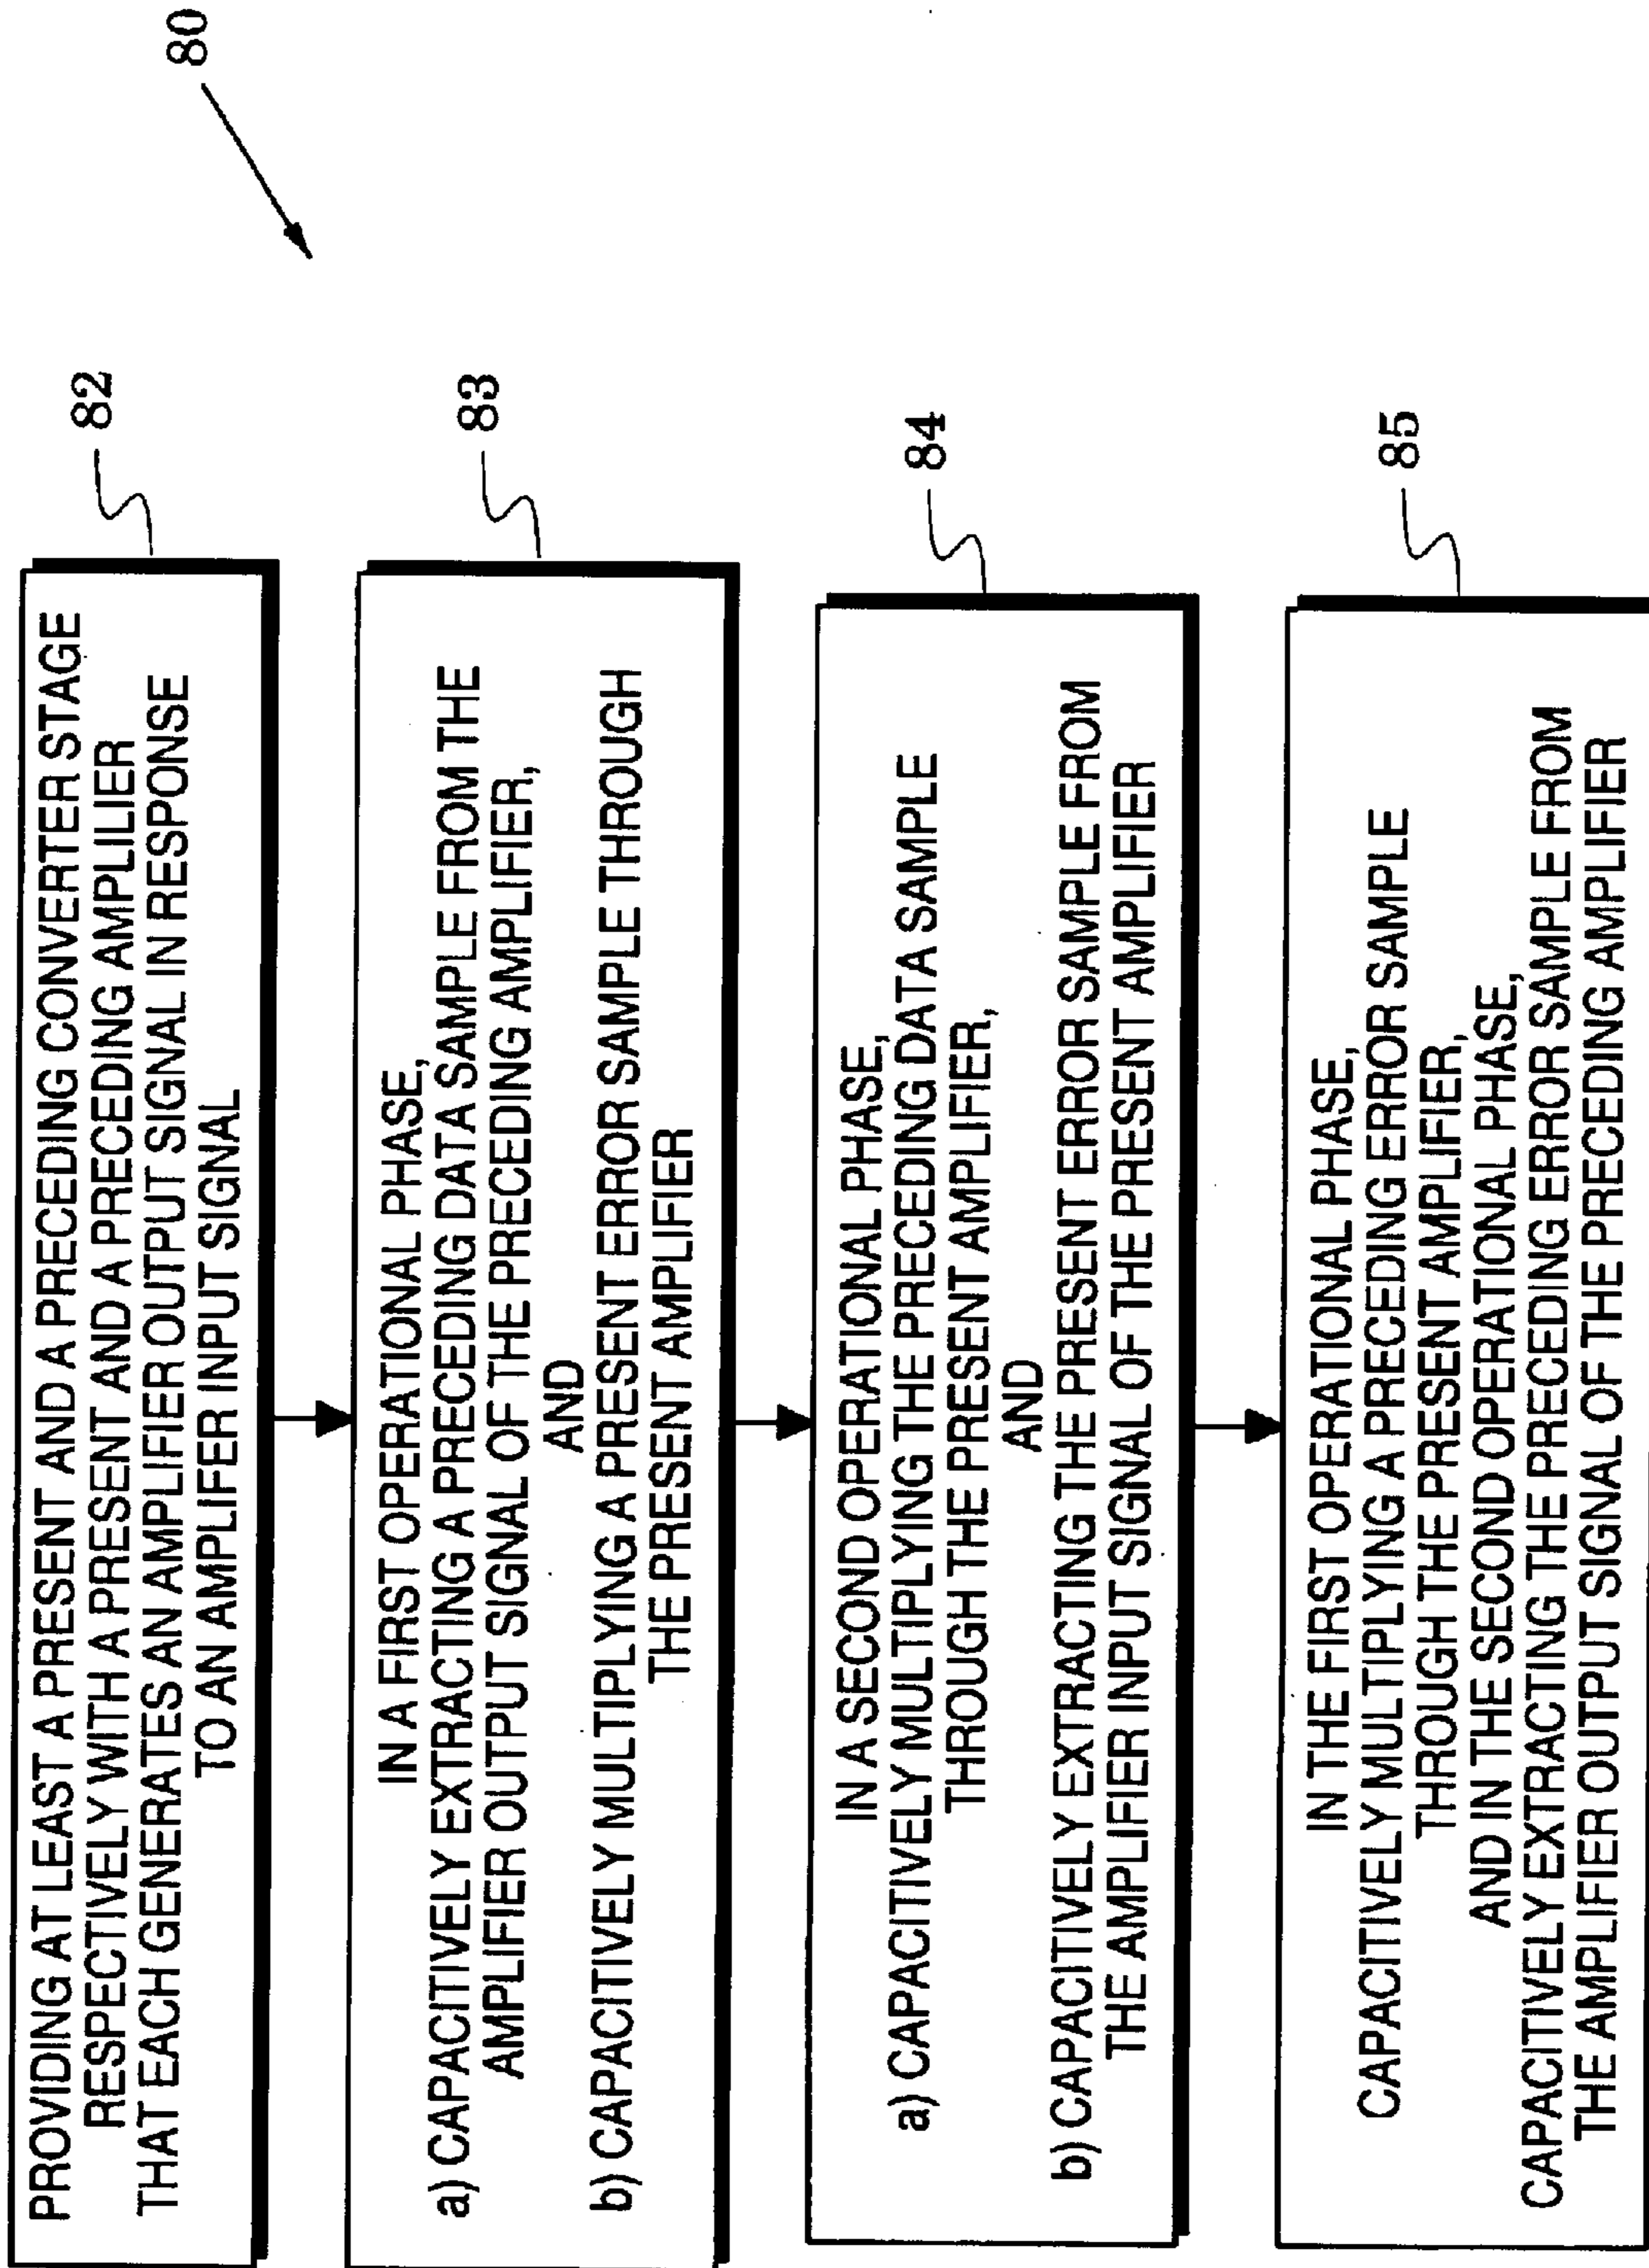 80
PROVIDING AT LEAST A PRESENT AND A PRECEDING CONVERTER STAGE
RESPECTIVELY WITH A PRESENT AND A PRECEDING AMPLIFIER
THAT EACH GENERATES AN AMPLIFIER OUTPUT SIGNAL IN RESPONSE
TO AN AMPLIFER INPUT SIGNAL
82
IN A FIRST OPERATIONAL PHASE,
a) CAPACITIVELY EXTRACTING A PRECEDING DATA SAMPLE FROM THE
AMPLIFIER OUTPUT SIGNAL OF THE PRECEDING AMPLIFIER,
AND
b) CAPACITIVELY MULTIPLYING A PRESENT ERROR SAMPLE THROUGH
THE PRESENT AMPLIFIER
83
IN A SECOND OPERATIONAL PHASE,
a) CAPACITIVELY MULTIPLYING THE PRECEDING DATA SAMPLE
THROUGH THE PRESENT AMPLIFIER,
AND
b) CAPACITIVELY EXTRACTING THE PRESENT ERROR SAMPLE FROM
THE AMPLIFIER INPUT SIGNAL OF THE PRESENT AMPLIFIER
84
IN THE FIRST OPERATIONAL PHASE,
CAPACITIVELY MULTIPLYING A PRECEDING ERROR SAMPLE
THROUGH THE PRESENT AMPLIFIER,
AND IN THE SECOND OPERATIONAL PHASE,
CAPACITIVELY EXTRACTING THE PRECEDING ERROR SAMPLE FROM
THE AMPLIFIER OUTPUT SIGNAL OF THE PRECEDING AMPLIFIER
85